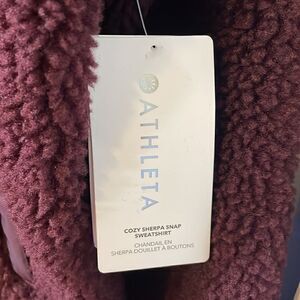 ATHLETA
COZY SHERPA SNAP
SWEATSHIRT
CHANDAIL EN
SHERPA DOUILLET À BOUTONS